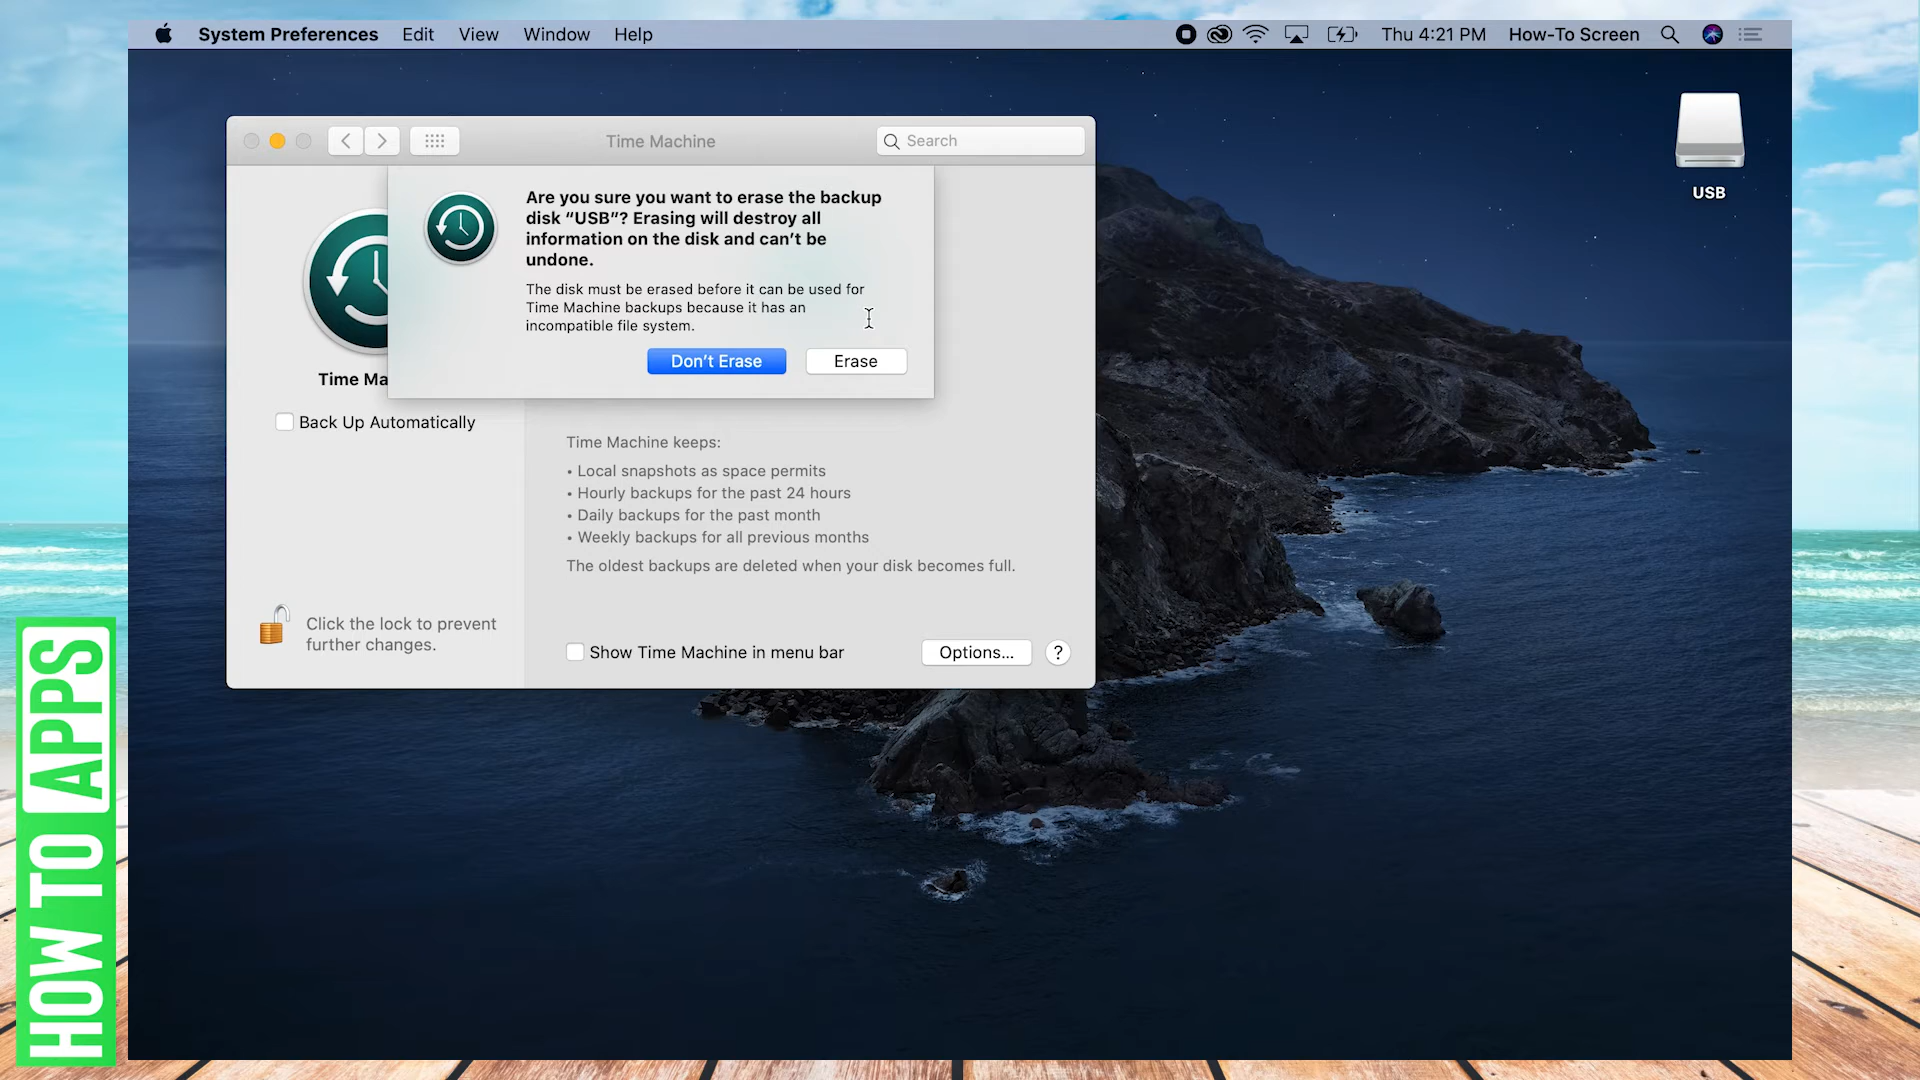 System Preferences Edit View Window Help
Thu 4:21 PM How-To Screen
USB
Time Machine
Search
Are you sure you want to erase the backup
disk “USB”? Erasing will destroy all
information on the disk and can’t be
undone.
The disk must be erased before it can be used for
Time Machine backups because it has an
incompatible file system.
Don’t Erase
Erase
Time Ma
Back Up Automatically
Time Machine keeps:
• Local snapshots as space permits
• Hourly backups for the past 24 hours
• Daily backups for the past month
• Weekly backups for all previous months
The oldest backups are deleted when your disk becomes full.
Click the lock to prevent
further changes.
Show Time Machine in menu bar
Options...
?
HOW TO APPS